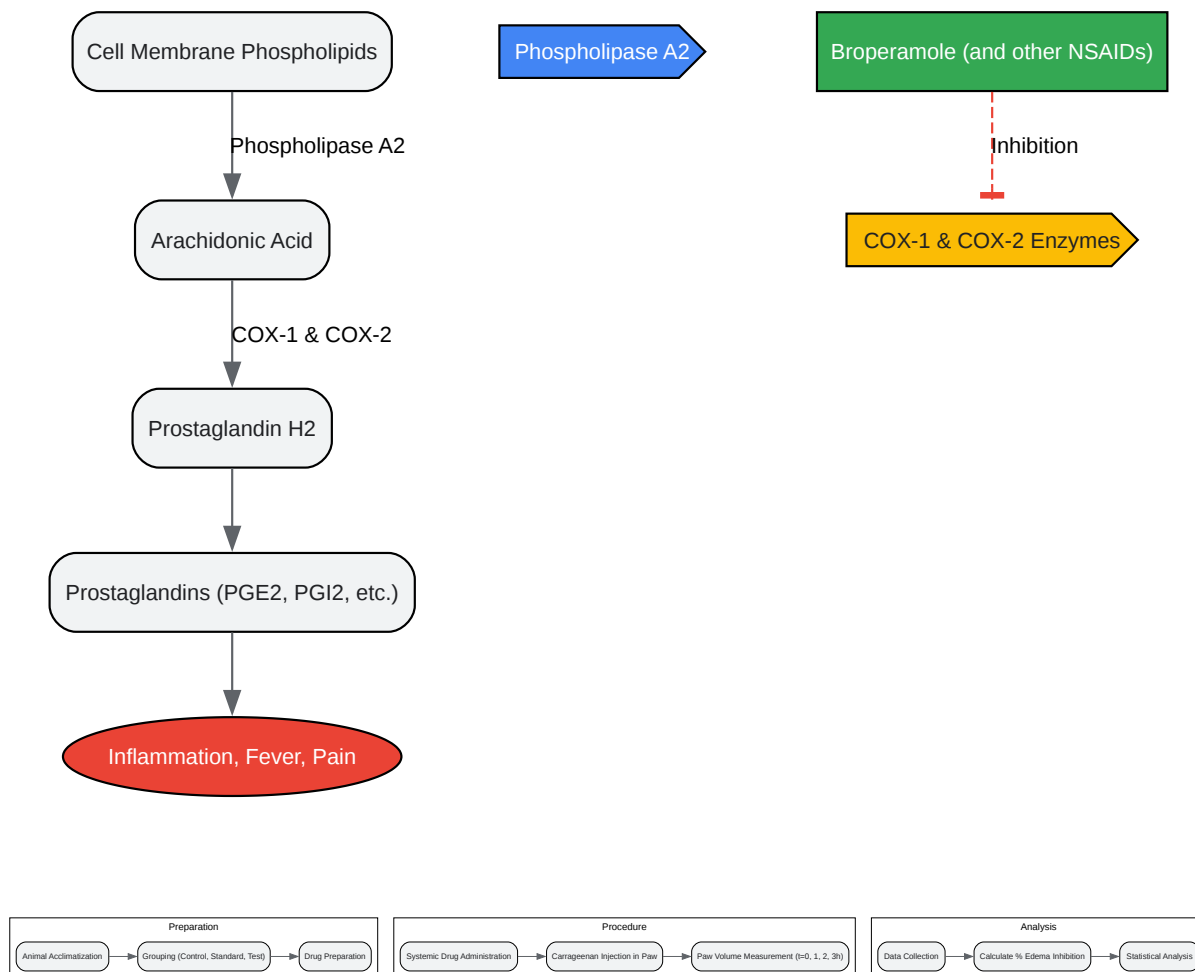 Cell Membrane Phospholipids
Phospholipase A2
Broperamole (and other NSAIDs)
Phospholipase A2
Inhibition
Arachidonic Acid
COX-1 & COX-2 Enzymes
COX-1 & COX-2
Prostaglandin H2
Prostaglandins (PGE2, PGI2, etc.)
Inflammation, Fever, Pain
Preparation
Animal Acclimatization
Grouping (Control, Standard, Test)
Drug Preparation
Procedure
Systemic Drug Administration
Carrageenan Injection in Paw
Paw Volume Measurement (t=0, 1, 2, 3h)
Analysis
Data Collection
Calculate % Edema Inhibition
Statistical Analysis